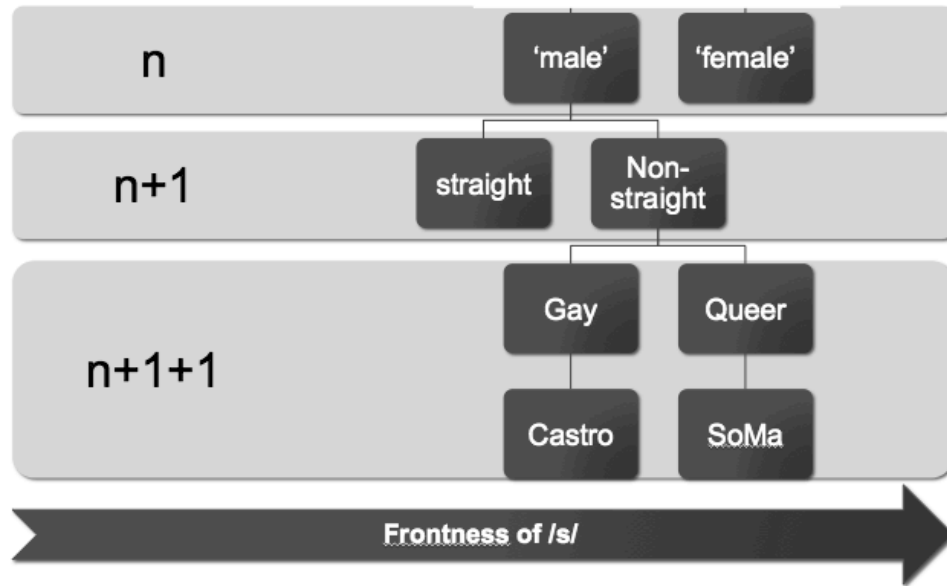 n
‘male’
‘female’
n+1
straight
Non-
straight
n+1+1
Gay
Queer
Castro
SoMa
Frontness of /s/